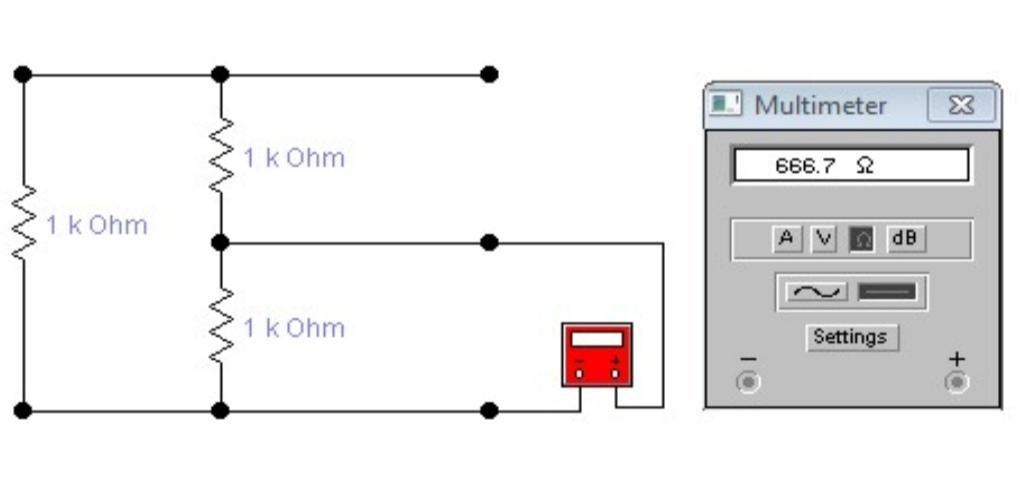 1 k Ohm
1 k Ohm
1 k Ohm
- +
Multimeter
666.7 Ω
A V Ω dB
Settings
- +